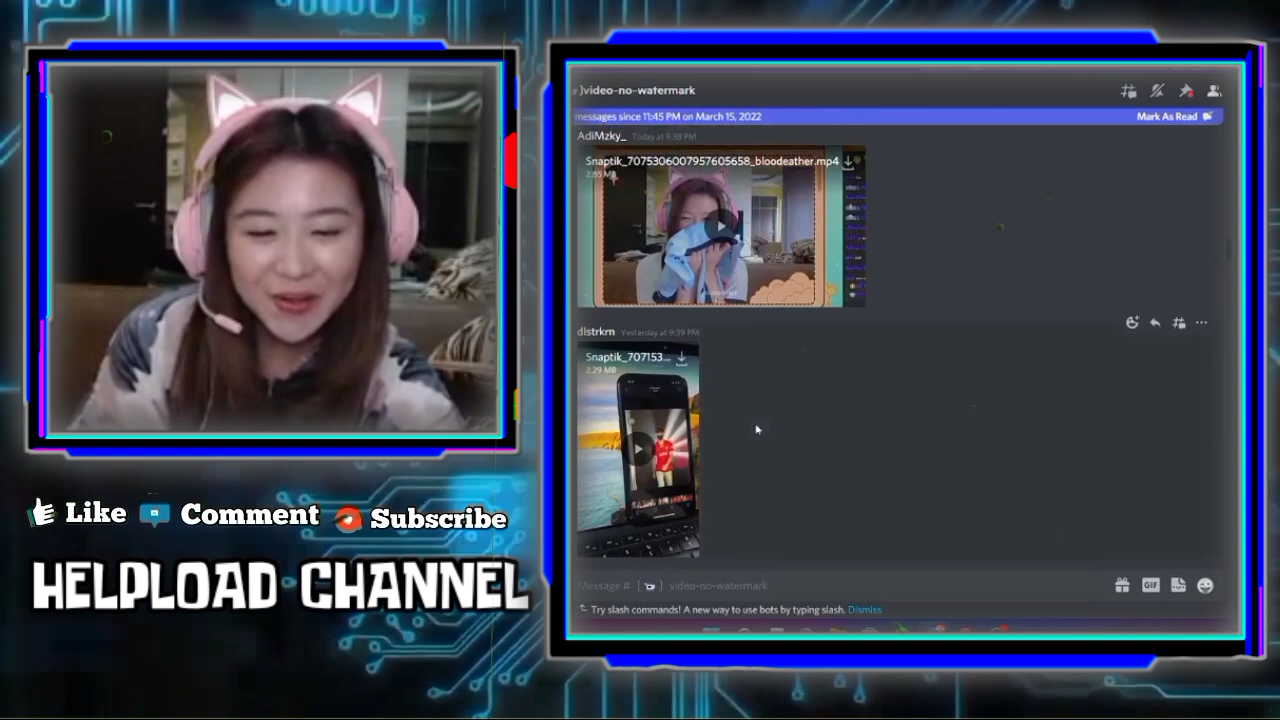 Like
Comment
Subscribe
HELPLOAD CHANNEL
video-no-watermark
messages since 11:45 PM on March 15, 2022
Mark As Read
AdiMzky_ Today at 9:38 PM
Snaptik_7075306007957605658_bloodeather.mp4
2.85 MB
dlstrkm Yesterday at 9:39 PM
Snaptik_707153...
2.29 MB
Message # [ ] video-no-watermark
GIF
Try slash commands! A new way to use bots by typing slash. Dismiss